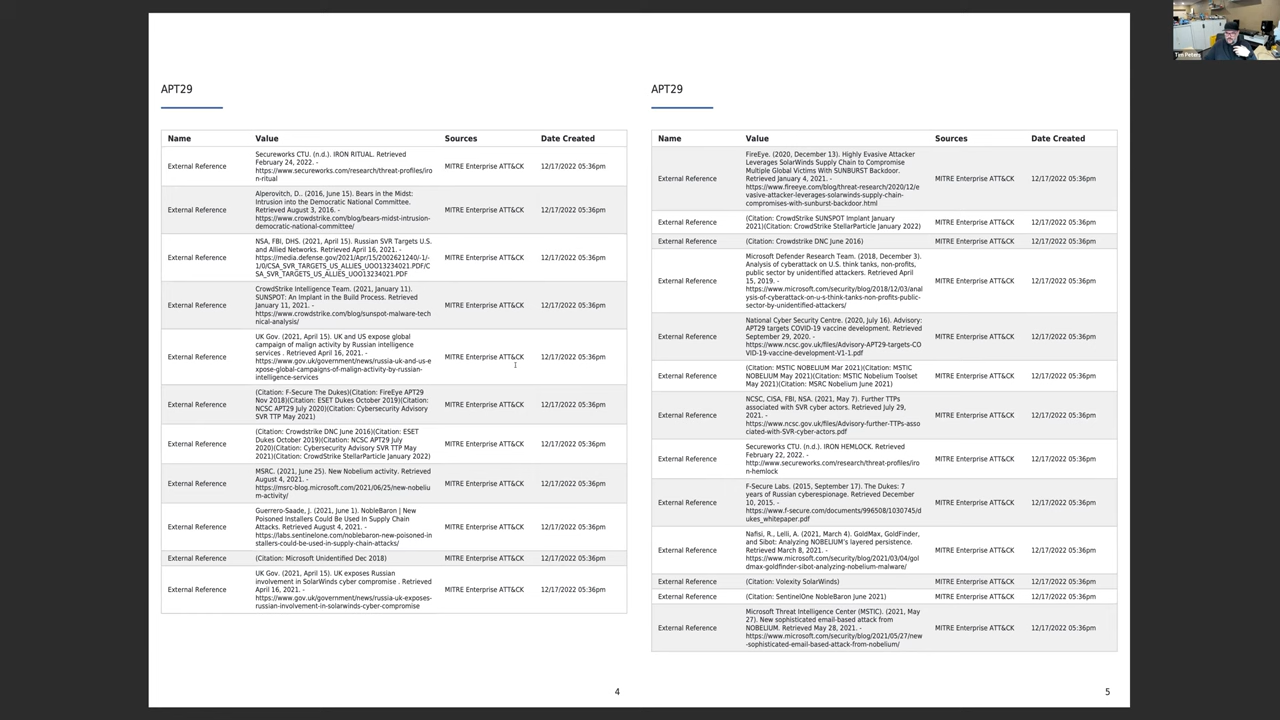 Tim Peters
APT29
Name Value Sources Date Created
External Reference
Secureworks CTU. (n.d.). IRON RITUAL. Retrieved
February 24, 2022. -
https://www.secureworks.com/research/threat-profiles/iro
n-ritual
MITRE Enterprise ATT&CK 12/17/2022 05:36pm
External Reference
Alperovitch, D.. (2016, June 15). Bears in the Midst:
Intrusion into the Democratic National Committee.
Retrieved August 3, 2016. -
https://www.crowdstrike.com/blog/bears-midst-intrusion-
democratic-national-committee/
MITRE Enterprise ATT&CK 12/17/2022 05:36pm
External Reference
NSA, FBI, DHS. (2021, April 15). Russian SVR Targets U.S.
and Allied Networks. Retrieved April 16, 2021. -
https://media.defense.gov/2021/Apr/15/2002621240/-1/-
1/0/CSA_SVR_TARGETS_US_ALLIES_UOO13234021.PDF/C
SA_SVR_TARGETS_US_ALLIES_UOO13234021.PDF
MITRE Enterprise ATT&CK 12/17/2022 05:36pm
External Reference
CrowdStrike Intelligence Team. (2021, January 11).
SUNSPOT: An Implant in the Build Process. Retrieved
January 11, 2021. -
https://www.crowdstrike.com/blog/sunspot-malware-tech
nical-analysis/
MITRE Enterprise ATT&CK 12/17/2022 05:36pm
External Reference
UK Gov. (2021, April 15). UK and US expose global
campaign of malign activity by Russian intelligence
services . Retrieved April 16, 2021. -
https://www.gov.uk/government/news/russia-uk-and-us-e
xpose-global-campaigns-of-malign-activity-by-russian-
intelligence-services
MITRE Enterprise ATT&CK 12/17/2022 05:36pm
External Reference
(Citation: F-Secure The Dukes)(Citation: FireEye APT29
Nov 2018)(Citation: ESET Dukes October 2019)(Citation:
NCSC APT29 July 2020)(Citation: Cybersecurity Advisory
SVR TTP May 2021)
MITRE Enterprise ATT&CK 12/17/2022 05:36pm
External Reference
(Citation: Crowdstrike DNC June 2016)(Citation: ESET
Dukes October 2019)(Citation: NCSC APT29 July
2020)(Citation: Cybersecurity Advisory SVR TTP May
2021)(Citation: CrowdStrike StellarParticle January 2022)
MITRE Enterprise ATT&CK 12/17/2022 05:36pm
External Reference
MSRC. (2021, June 25). New Nobelium activity. Retrieved
August 4, 2021. -
https://msrc-blog.microsoft.com/2021/06/25/new-nobeliu
m-activity/
MITRE Enterprise ATT&CK 12/17/2022 05:36pm
External Reference
Guerrero-Saade, J. (2021, June 1). NobleBaron | New
Poisoned Installers Could Be Used In Supply Chain
Attacks. Retrieved August 4, 2021. -
https://labs.sentinelone.com/noblebaron-new-poisoned-in
stallers-could-be-used-in-supply-chain-attacks/
MITRE Enterprise ATT&CK 12/17/2022 05:36pm
External Reference (Citation: Microsoft Unidentified Dec 2018) MITRE Enterprise ATT&CK 12/17/2022 05:36pm
External Reference
UK Gov. (2021, April 15). UK exposes Russian
involvement in SolarWinds cyber compromise . Retrieved
April 16, 2021. -
https://www.gov.uk/government/news/russia-uk-exposes-
russian-involvement-in-solarwinds-cyber-compromise
MITRE Enterprise ATT&CK 12/17/2022 05:36pm
4
APT29
Name Value Sources Date Created
External Reference
FireEye. (2020, December 13). Highly Evasive Attacker
Leverages SolarWinds Supply Chain to Compromise
Multiple Global Victims With SUNBURST Backdoor.
Retrieved January 4, 2021. -
https://www.fireeye.com/blog/threat-research/2020/12/e
vasive-attacker-leverages-solarwinds-supply-chain-
compromises-with-sunburst-backdoor.html
MITRE Enterprise ATT&CK 12/17/2022 05:36pm
External Reference
(Citation: CrowdStrike SUNSPOT Implant January
2021)(Citation: CrowdStrike StellarParticle January 2022)
MITRE Enterprise ATT&CK 12/17/2022 05:36pm
External Reference (Citation: Crowdstrike DNC June 2016) MITRE Enterprise ATT&CK 12/17/2022 05:36pm
External Reference
Microsoft Defender Research Team. (2018, December 3).
Analysis of cyberattack on U.S. think tanks, non-profits,
public sector by unidentified attackers. Retrieved April
15, 2019. -
https://www.microsoft.com/security/blog/2018/12/03/anal
ysis-of-cyberattack-on-u-s-think-tanks-non-profits-public-
sector-by-unidentified-attackers/
MITRE Enterprise ATT&CK 12/17/2022 05:36pm
External Reference
National Cyber Security Centre. (2020, July 16). Advisory:
APT29 targets COVID-19 vaccine development. Retrieved
September 29, 2020. -
https://www.ncsc.gov.uk/files/Advisory-APT29-targets-CO
VID-19-vaccine-development-V1-1.pdf
MITRE Enterprise ATT&CK 12/17/2022 05:36pm
External Reference
(Citation: MSTIC NOBELIUM Mar 2021)(Citation: MSTIC
NOBELIUM May 2021)(Citation: MSTIC Nobelium Toolset
May 2021)(Citation: MSRC Nobelium June 2021)
MITRE Enterprise ATT&CK 12/17/2022 05:36pm
External Reference
NCSC, CISA, FBI, NSA. (2021, May 7). Further TTPs
associated with SVR cyber actors. Retrieved July 29,
2021. -
https://www.ncsc.gov.uk/files/Advisory-further-TTPs-asso
ciated-with-SVR-cyber-actors.pdf
MITRE Enterprise ATT&CK 12/17/2022 05:36pm
External Reference
Secureworks CTU. (n.d.). IRON HEMLOCK. Retrieved
February 22, 2022. -
http://www.secureworks.com/research/threat-profiles/iro
n-hemlock
MITRE Enterprise ATT&CK 12/17/2022 05:36pm
External Reference
F-Secure Labs. (2015, September 17). The Dukes: 7
years of Russian cyberespionage. Retrieved December
10, 2015. -
https://www.f-secure.com/documents/996508/1030745/d
ukes_whitepaper.pdf
MITRE Enterprise ATT&CK 12/17/2022 05:36pm
External Reference
Nafisi, R., Lelli, A. (2021, March 4). GoldMax, GoldFinder,
and Sibot: Analyzing NOBELIUM's layered persistence.
Retrieved March 8, 2021. -
https://www.microsoft.com/security/blog/2021/03/04/gol
dmax-goldfinder-sibot-analyzing-nobelium-malware/
MITRE Enterprise ATT&CK 12/17/2022 05:36pm
External Reference (Citation: Volexity SolarWinds) MITRE Enterprise ATT&CK 12/17/2022 05:36pm
External Reference (Citation: SentinelOne NobleBaron June 2021) MITRE Enterprise ATT&CK 12/17/2022 05:36pm
External Reference
Microsoft Threat Intelligence Center (MSTIC). (2021, May
27). New sophisticated email-based attack from
NOBELIUM. Retrieved May 28, 2021. -
https://www.microsoft.com/security/blog/2021/05/27/new
-sophisticated-email-based-attack-from-nobelium/
MITRE Enterprise ATT&CK 12/17/2022 05:36pm
5